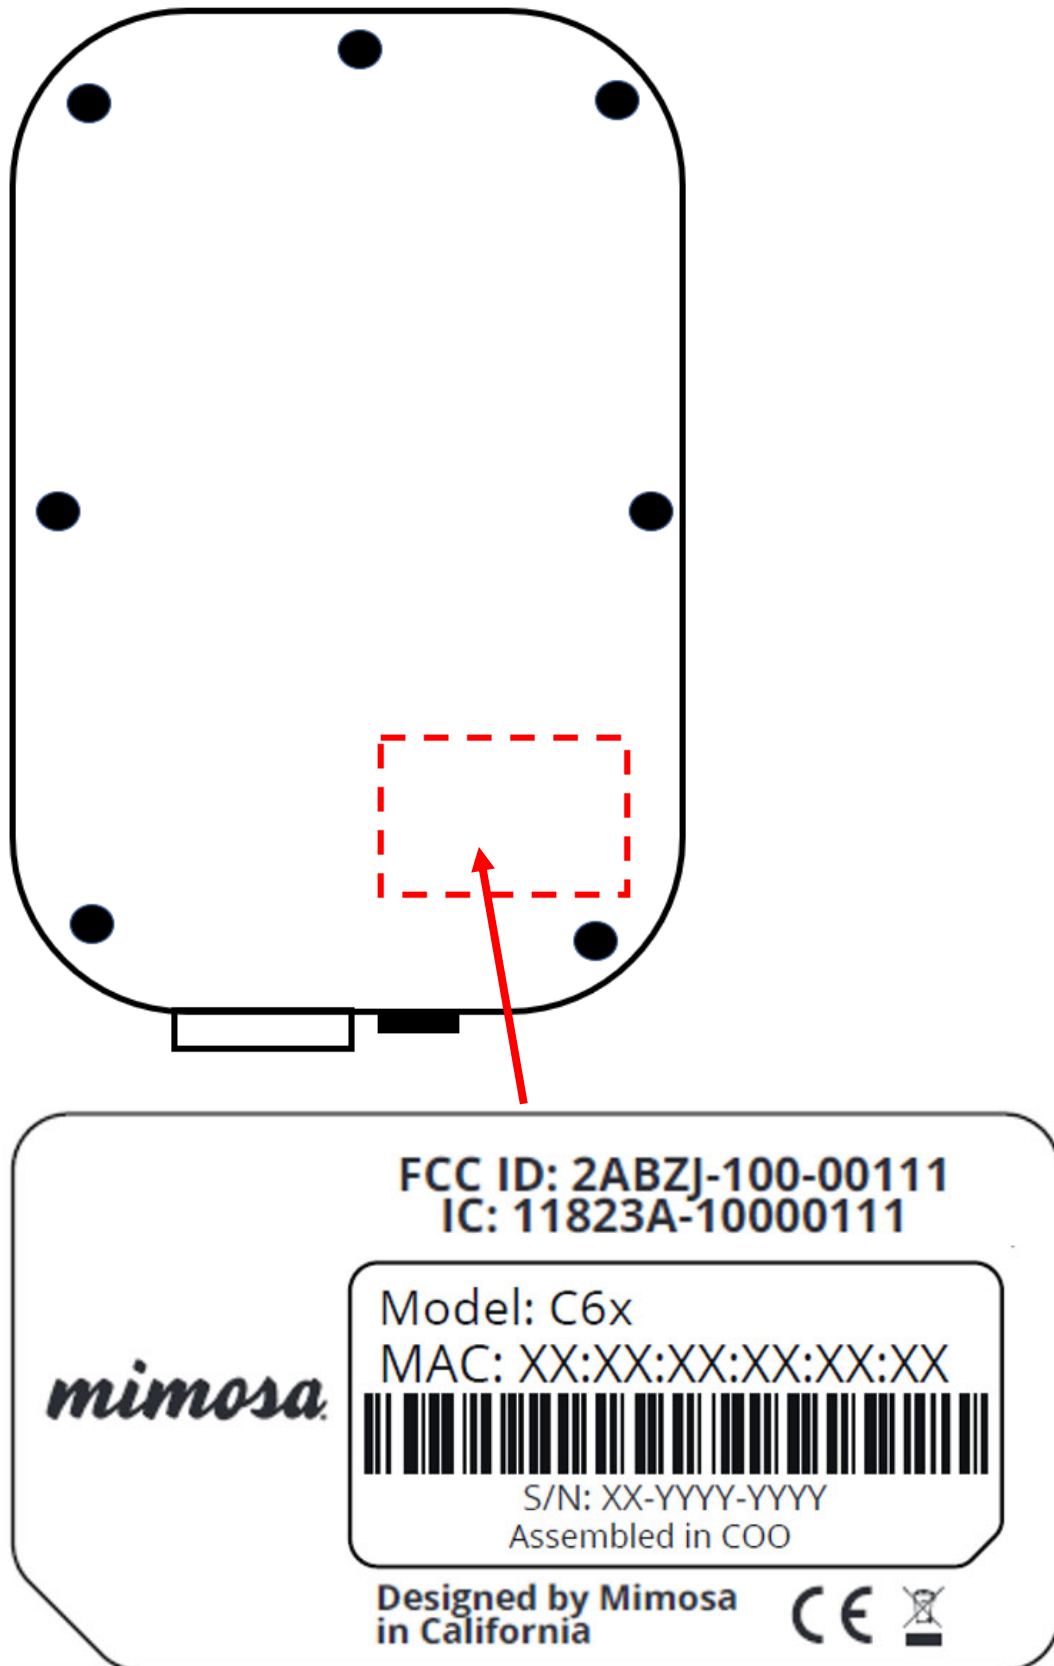 FCC ID: 2ABZJ-100-00111
IC: 11823A-10000111
Model: C6x
MAC: XX:XX:XX:XX:XX:XX
mimosa
S/N: XX-YYYY-YYYY
Assembled in COO
Designed by Mimosa
in California
CE